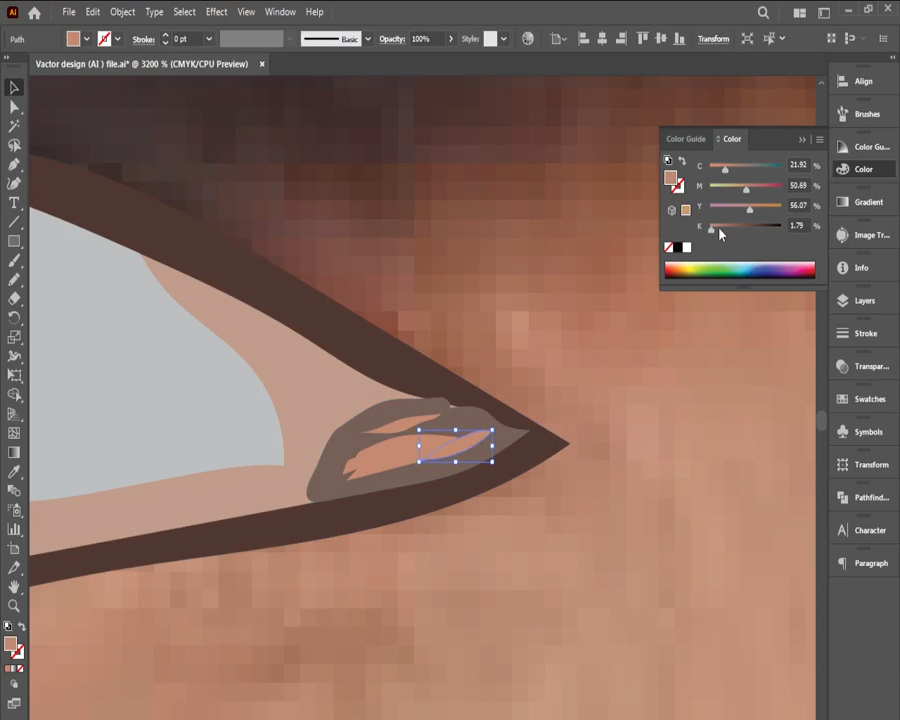 Ai File Edit Object Type Select Effect View Window Help
Path Stroke: 0 pt Basic Opacity: 100% Style: Transform
Vactor design (AI ) file.ai* @ 3200 % (CMYK/CPU Preview) ×
Align
Brushes
Color Gu...
Color
Gradient
Image Tr...
Info
Layers
Stroke
Transpar...
Swatches
Symbols
Transform
Pathfind...
Character
Paragraph
Color Guide Color
C 21.92 %
M 50.69 %
Y 56.07 %
K 1.79 %